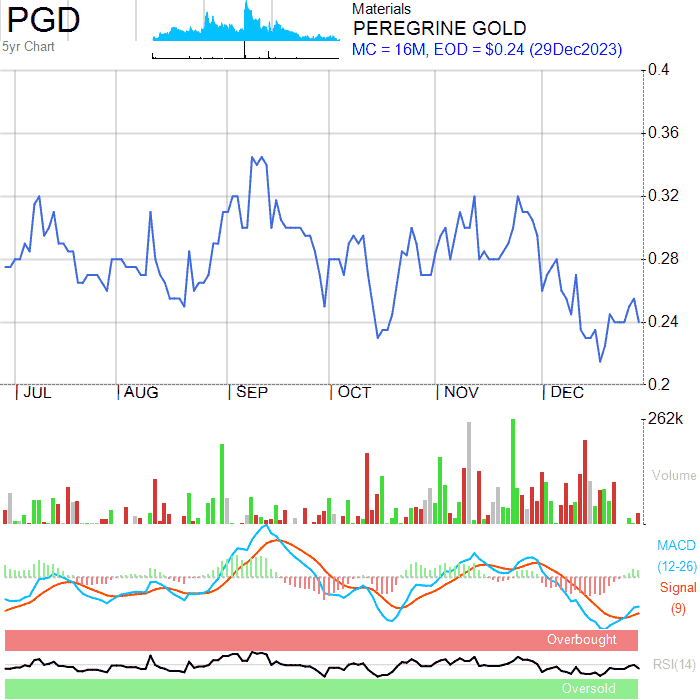 PGD
5yr Chart
Materials
PEREGRINE GOLD
MC = 16M, EOD = $0.24 (29Dec2023)
0.4
0.36
0.32
0.28
0.24
0.2
JUL AUG SEP OCT NOV DEC
262k
Volume
MACD
(12-26)
Signal
(9)
Overbought
RSI(14)
Oversold